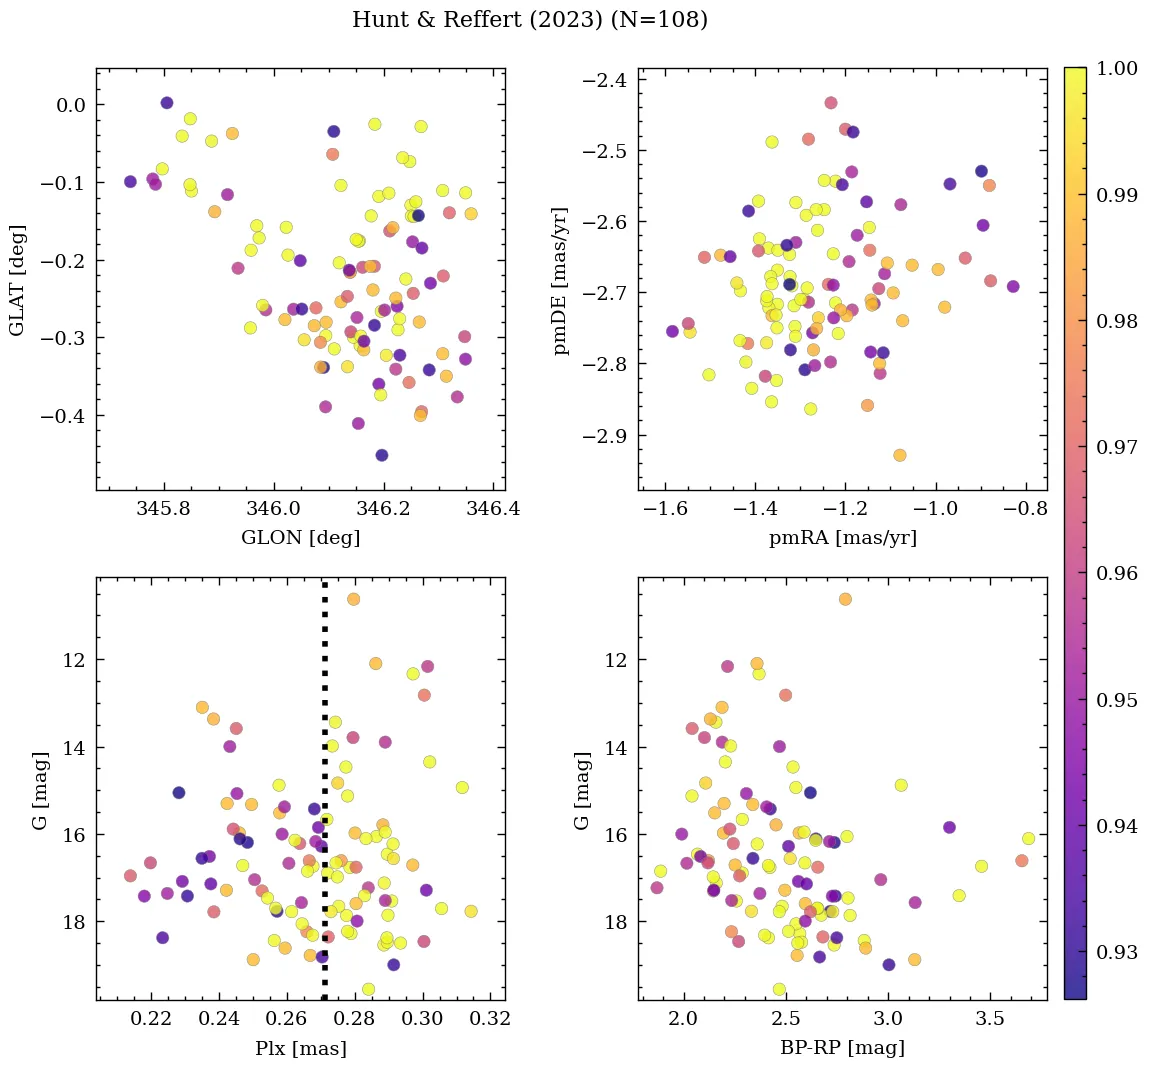 Hunt & Reffert (2023) (N=108)
0.0
−0.1
−0.2
−0.3
−0.4
GLAT [deg]
345.8 346.0 346.2 346.4
GLON [deg]
−2.4
−2.5
−2.6
−2.7
−2.8
−2.9
pmDE [mas/yr]
−1.6 −1.4 −1.2 −1.0 −0.8
pmRA [mas/yr]
12
14
16
18
G [mag]
0.22 0.24 0.26 0.28 0.30 0.32
Plx [mas]
12
14
16
18
G [mag]
2.0 2.5 3.0 3.5
BP-RP [mag]
1.00
0.99
0.98
0.97
0.96
0.95
0.94
0.93